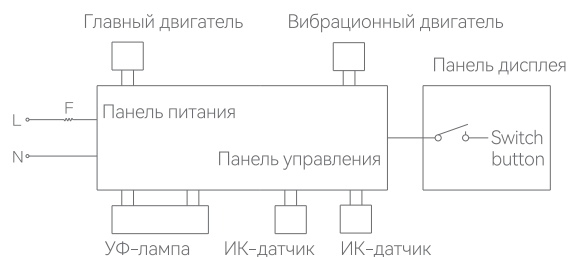 Главный двигатель
Вибрационный двигатель
Панель дисплея
Панель питания
F
L
N
Панель управления
Switch
button
УФ-лампа
ИК-датчик
ИК-датчик